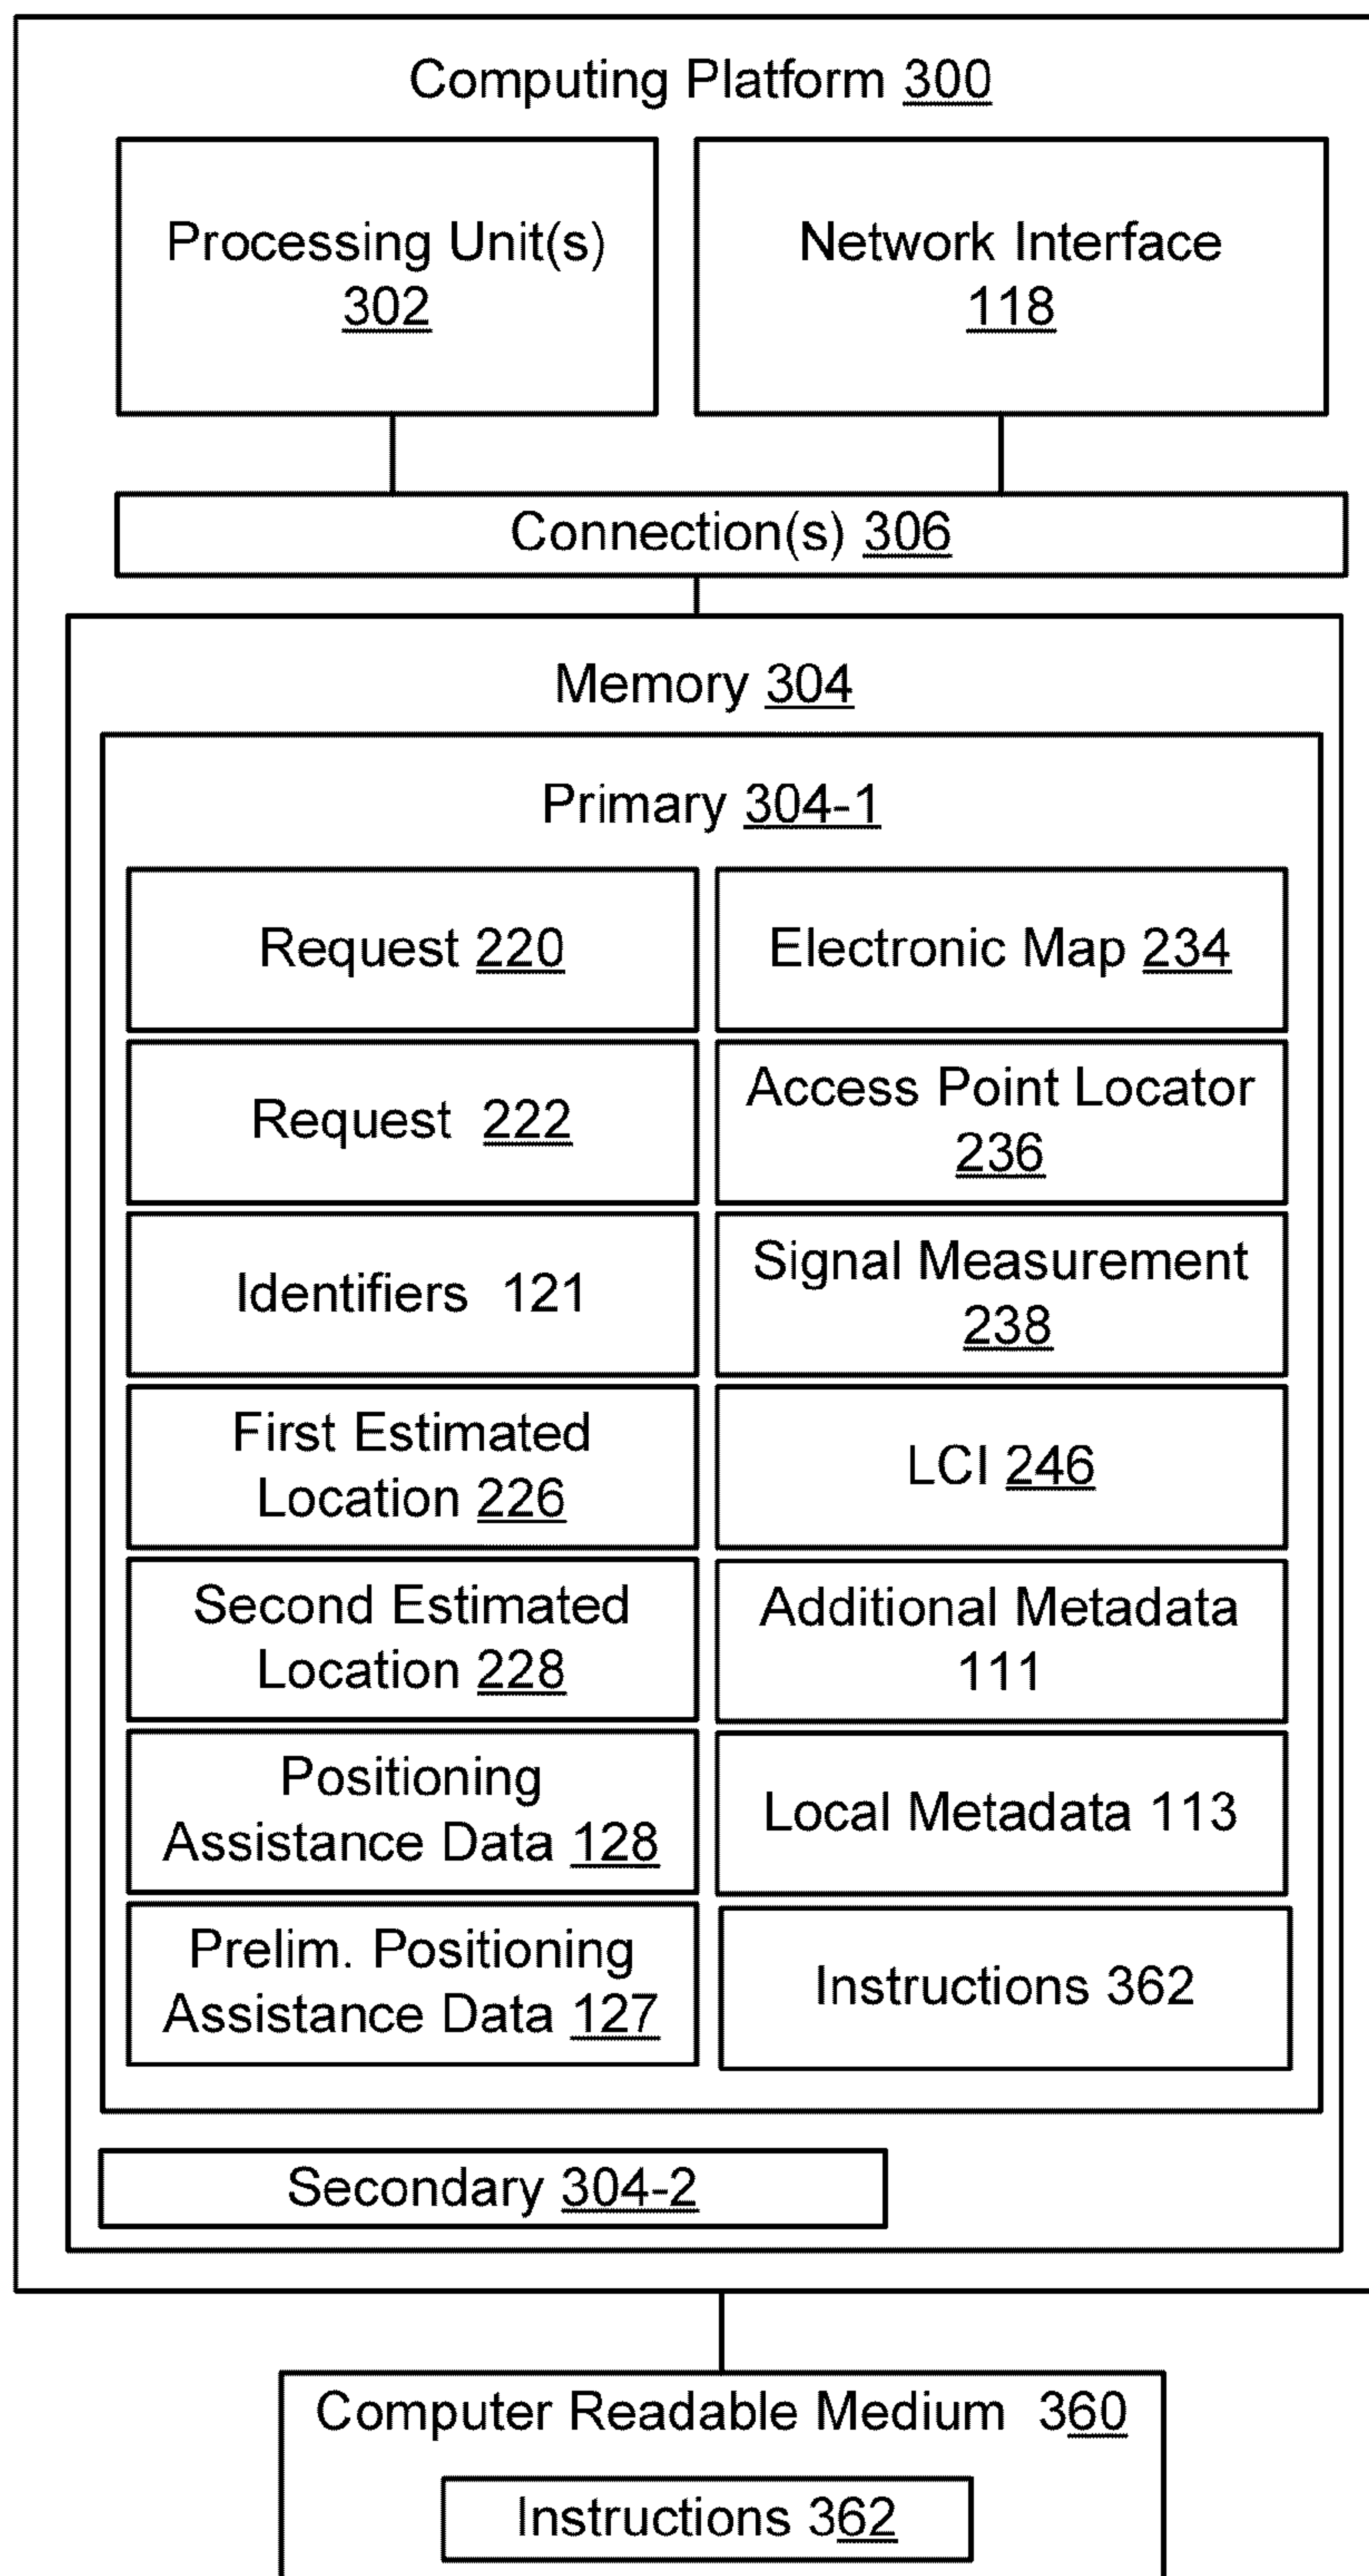 Computing Platform 300
Processing Unit(s)
302
Network Interface
118
Connection(s) 306
Memory 304
Primary 304-1
Request 220
Electronic Map 234
Request 222
Access Point Locator
236
Identifiers 121
Signal Measurement
238
First Estimated
Location 226
LCI 246
Second Estimated
Location 228
Additional Metadata
111
Positioning
Assistance Data 128
Local Metadata 113
Prelim. Positioning
Assistance Data 127
Instructions 362
Secondary 304-2
Computer Readable Medium 360
Instructions 362